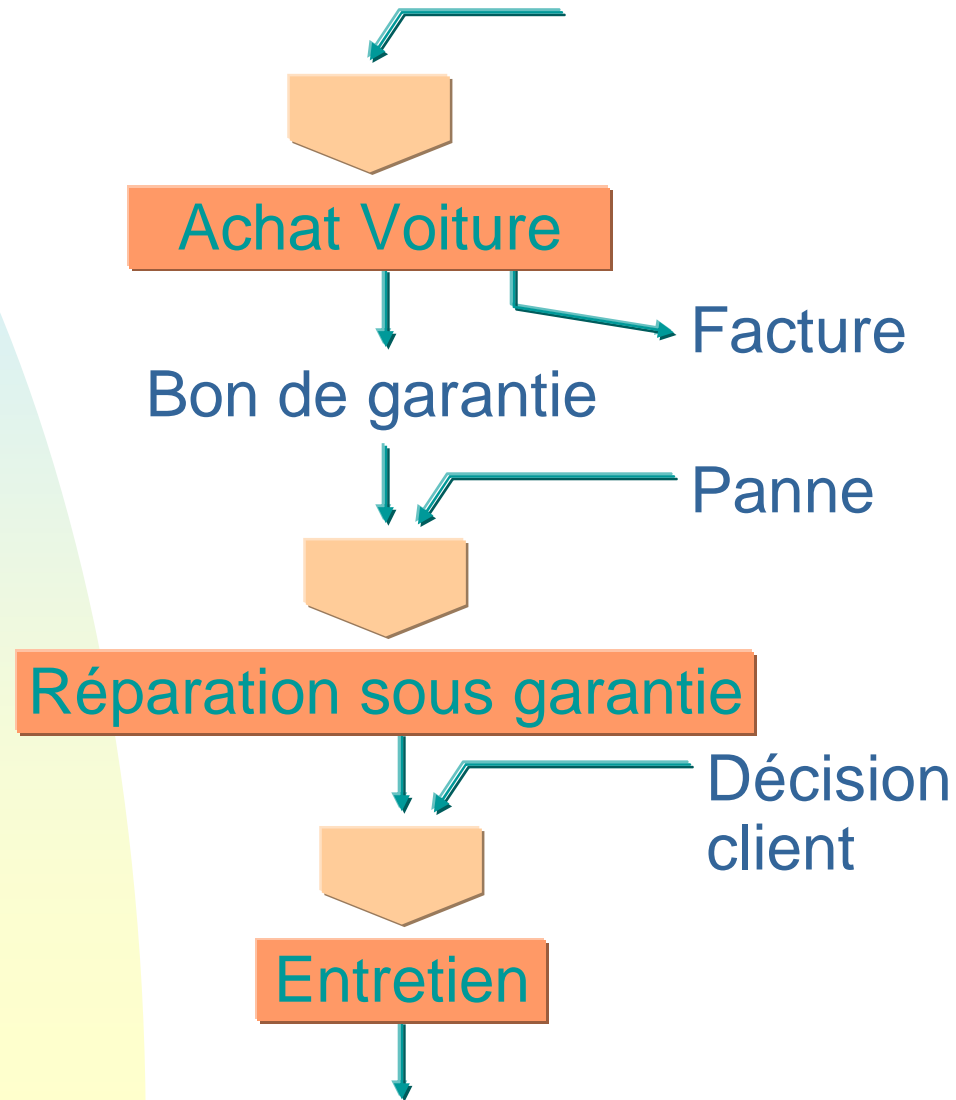 Achat Voiture
Facture
Bon de garantie
Panne
Réparation sous garantie
Décision
client
Entretien